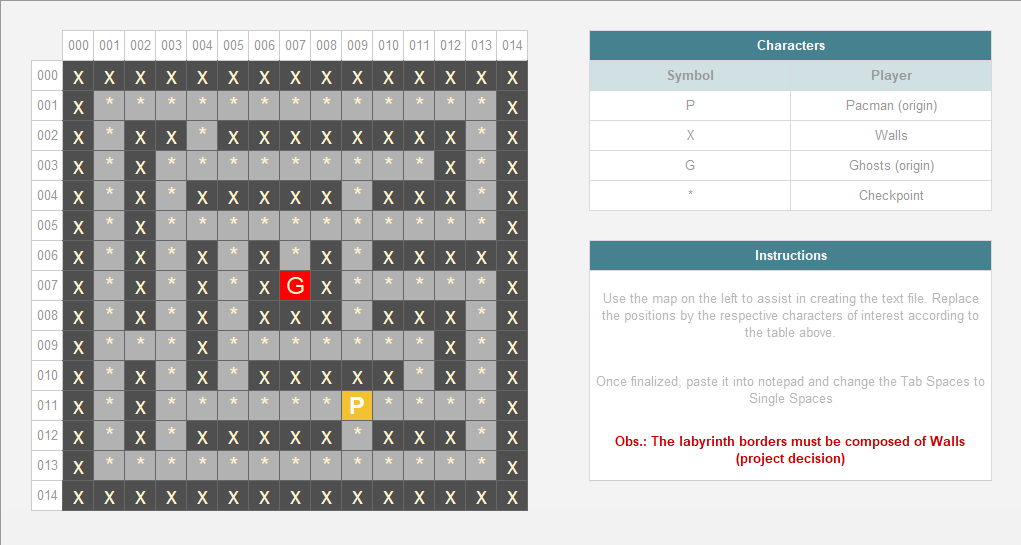 000 001 002 003 004 005 006 007 008 009 010 011 012 013 014
000 X X X X X X X X X X X X X X X
001 X * * * * * * * * * * * * * X
002 X * X X * X X X X X X X X * X
003 X * X * * * * * * * * * X * X
004 X * X * X X X X X * X X X * X
005 X * X * * * * * * * * * * * X
006 X * X * X * X * X * X X X X X
007 X * X * X * X G X * * * * * X
008 X * X * X * X X X * X X X * X
009 X * * * X * * * * * * * X * X
010 X * X * X * X X X X X * X * X
011 X * X * * * * * * P * * * * X
012 X * X * X X X X X * X X X * X
013 X * * * * * * * * * * * * * X
014 X X X X X X X X X X X X X X X
Characters
Symbol Player
P Pacman (origin)
X Walls
G Ghosts (origin)
* Checkpoint
Instructions
Use the map on the left to assist in creating the text file. Replace
the positions by the respective characters of interest according to
the table above.
Once finalized, paste it into notepad and change the Tab Spaces to
Single Spaces
Obs.: The labyrinth borders must be composed of Walls
(project decision)